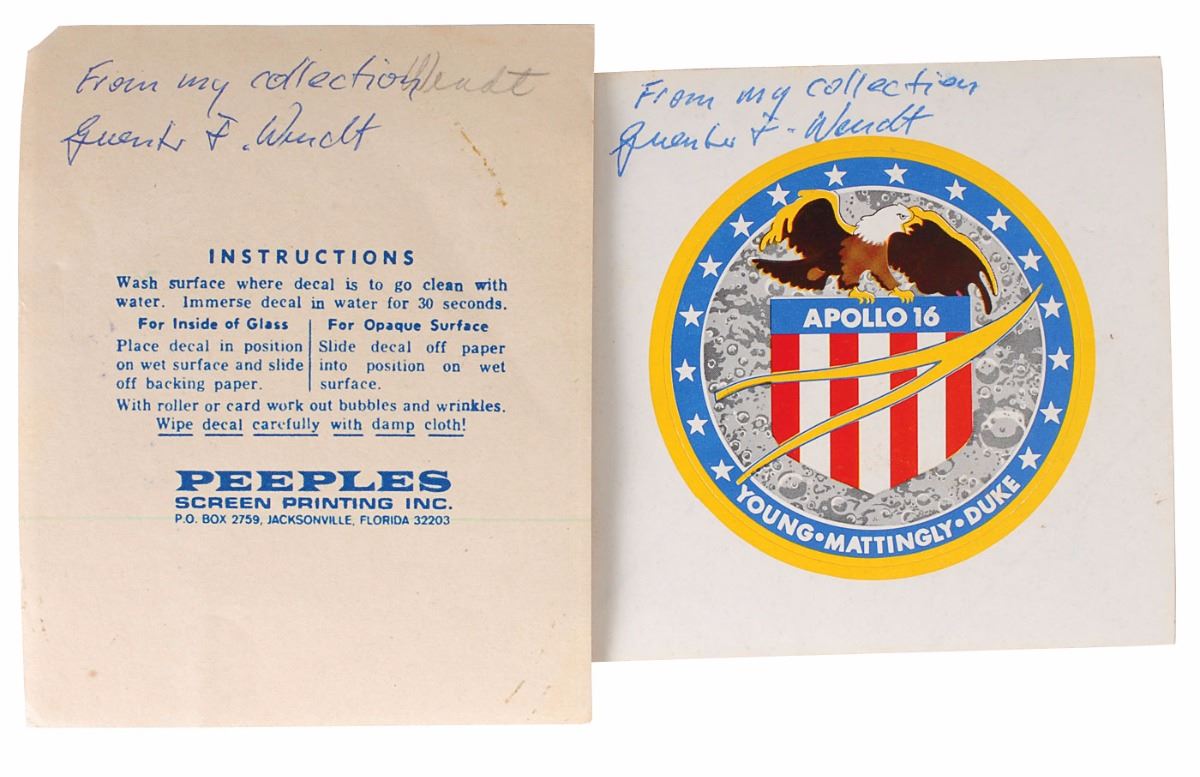 From my collection Wendt
Guenter F. Wendt
INSTRUCTIONS
Wash surface where decal is to go clean with
water. Immerse decal in water for 30 seconds.
For Inside of Glass
Place decal in position
on wet surface and slide
off backing paper.
For Opaque Surface
Slide decal off paper
into position on wet
surface.
With roller or card work out bubbles and wrinkles.
Wipe decal carefully with damp cloth!
PEEPLES
SCREEN PRINTING INC.
P.O. BOX 2759, JACKSONVILLE, FLORIDA 32203
From my collection
Guenter F. Wendt
APOLLO 16
YOUNG•MATTINGLY•DUKE